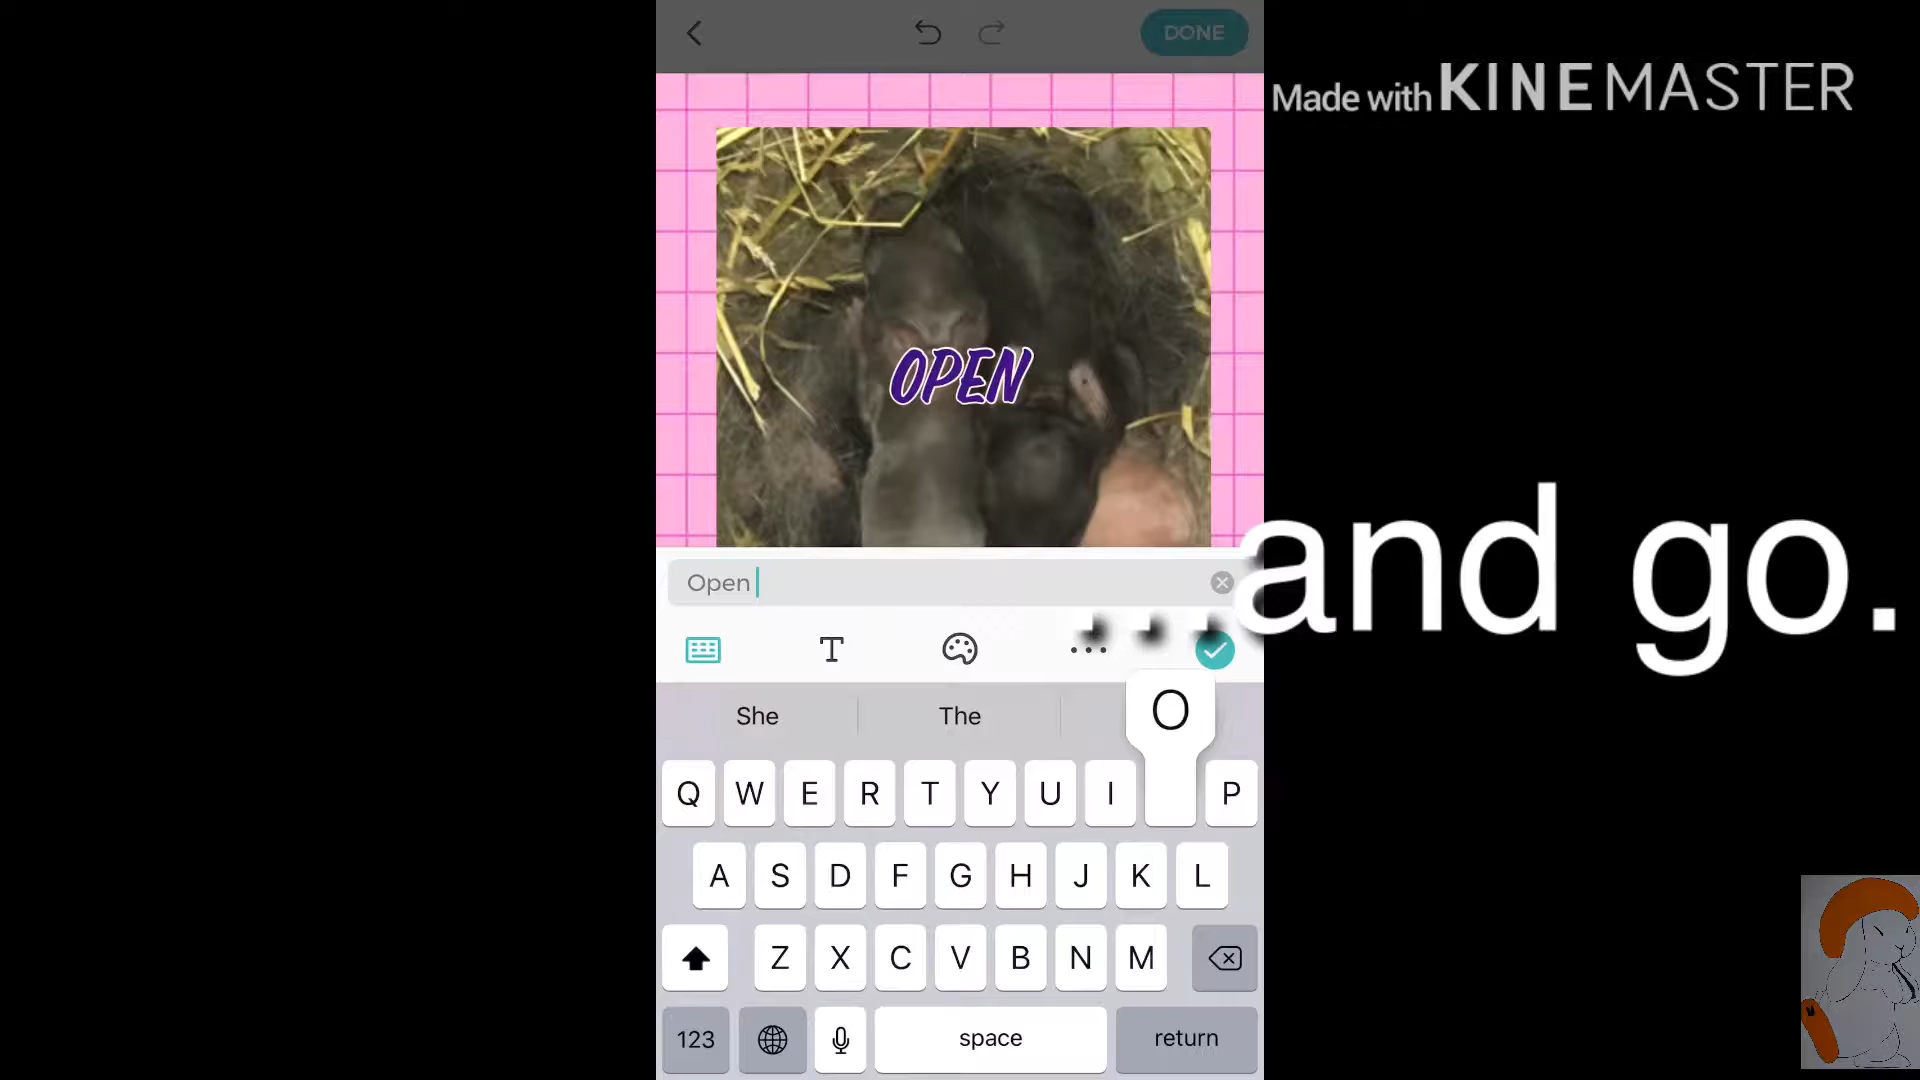 DONE
Made with KINEMASTER
OPEN
Open
...and go.
T
She The
O
Q W E R T Y U I P
A S D F G H J K L
Z X C V B N M
123 space return